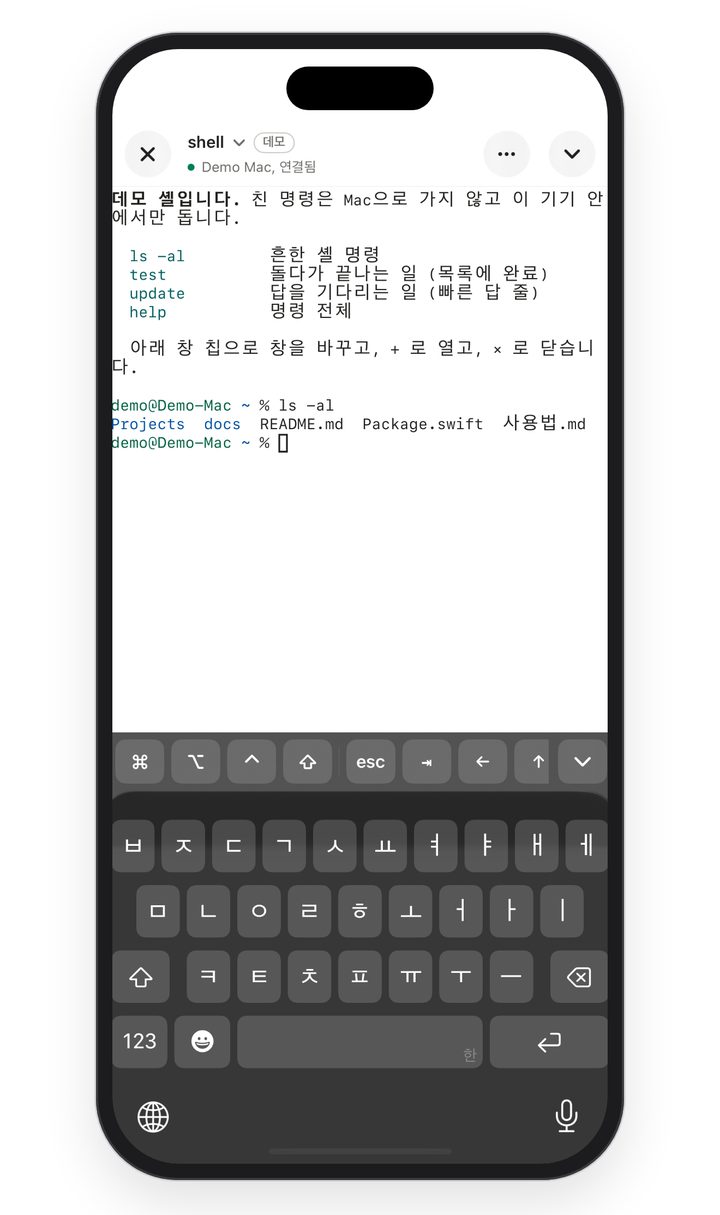 shell 데모
Demo Mac, 연결됨
데모 셸입니다. 친 명령은 Mac으로 가지 않고 이 기기 안
에서만 돕니다.
ls -al 흔한 셸 명령
test 돌다가 끝나는 일 (목록에 완료)
update 답을 기다리는 일 (빠른 답 줄)
help 명령 전체
아래 창 칩으로 창을 바꾸고, + 로 열고, × 로 닫습니
다.
demo@Demo-Mac ~ % ls -al
Projects docs README.md Package.swift 사용법.md
demo@Demo-Mac ~ %
⌘ ⌥ ^ ⇧ esc ⇥ ← ↑
ㅂ ㅈ ㄷ ㄱ ㅅ ㅛ ㅕ ㅑ ㅐ ㅔ
ㅁ ㄴ ㅇ ㄹ ㅎ ㅗ ㅓ ㅏ ㅣ
ㅋ ㅌ ㅊ ㅍ ㅠ ㅜ ㅡ
123 한